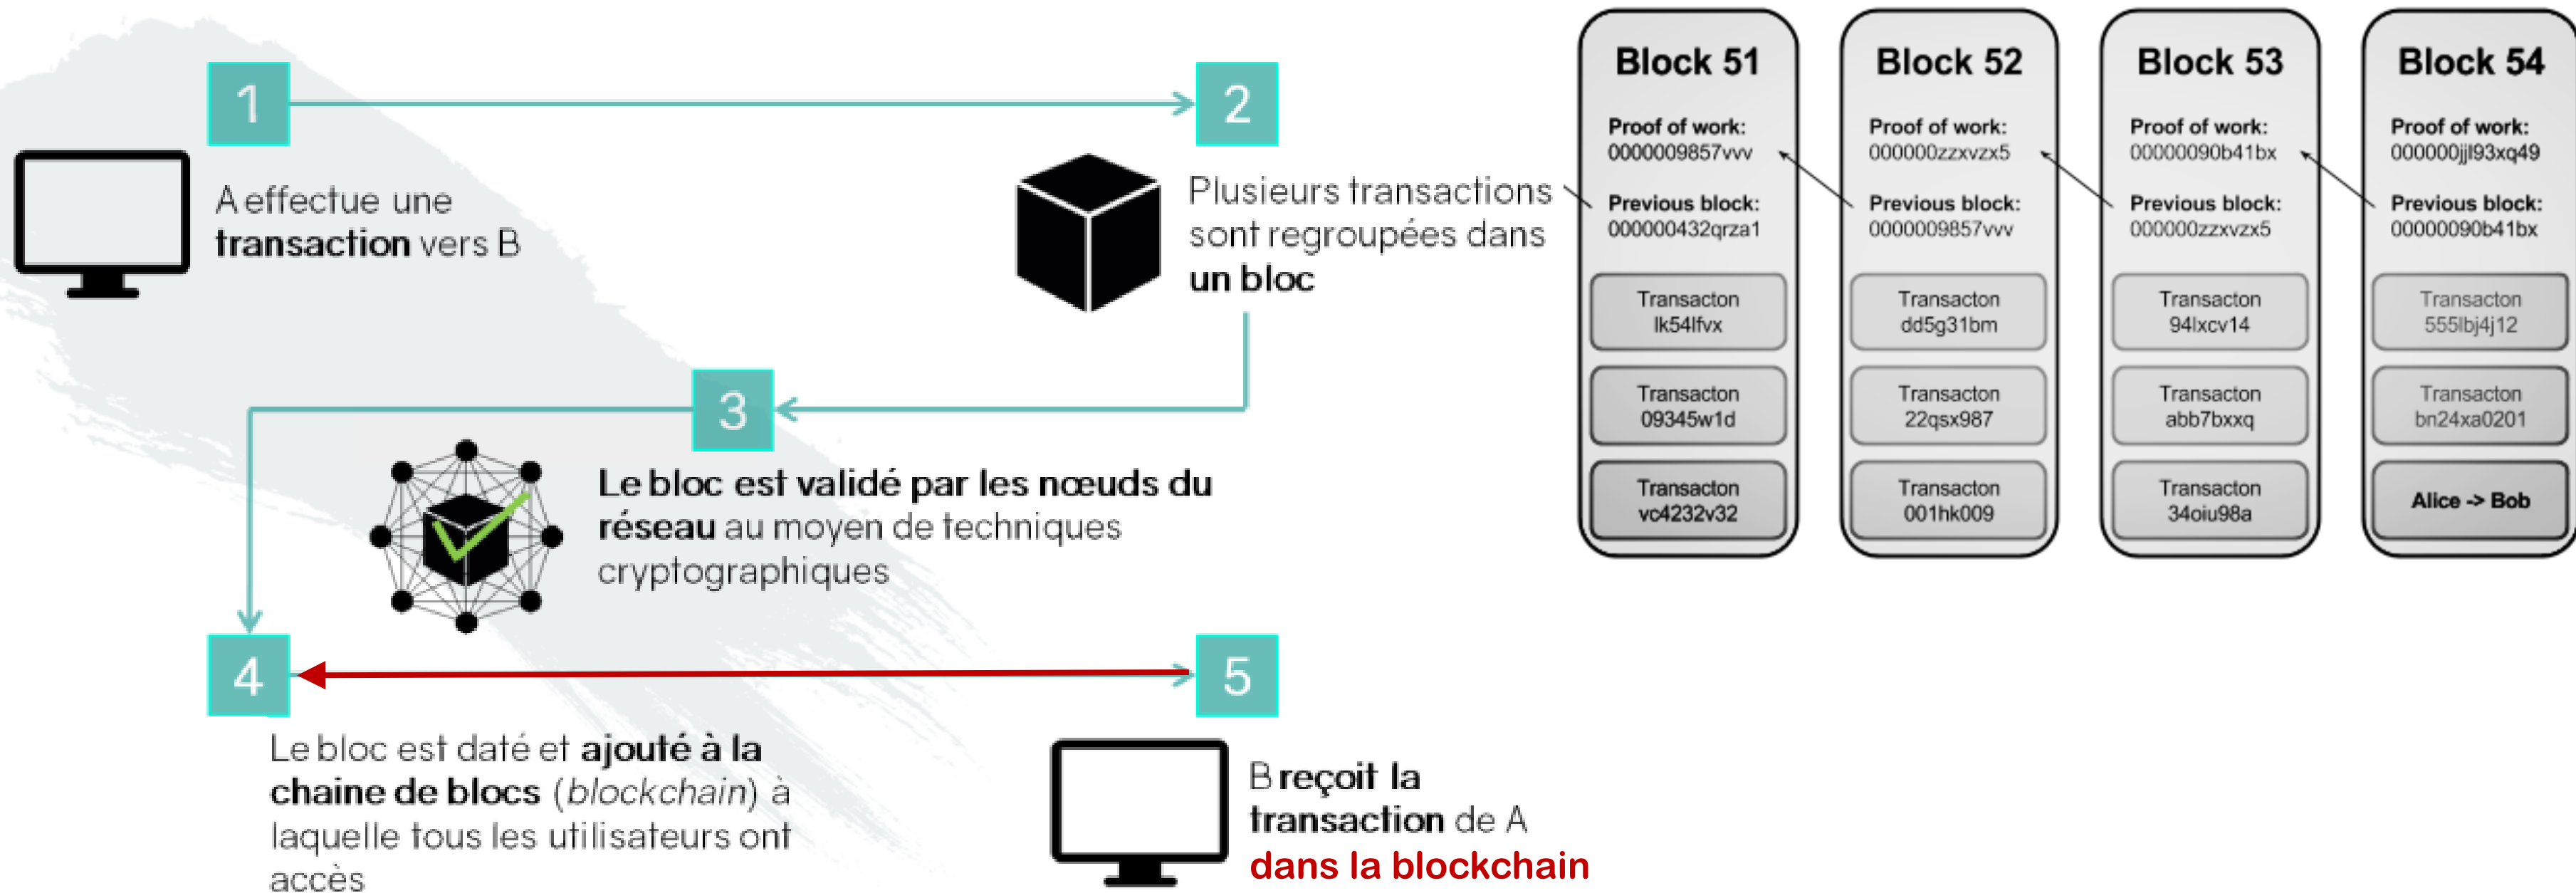 1
A effectue une
transaction vers B
2
Plusieurs transactions
sont regroupées dans
un bloc
3
Le bloc est validé par les nœuds du
réseau au moyen de techniques
cryptographiques
4
Le bloc est daté et ajouté à la
chaine de blocs (blockchain) à
laquelle tous les utilisateurs ont
accès
5
B reçoit la
transaction de A
dans la blockchain
Block 51
Proof of work:
0000009857vvv
Previous block:
000000432qrza1
Transacton
lk54lfvx
Transacton
09345w1d
Transacton
vc4232v32
Block 52
Proof of work:
000000zzxvzx5
Previous block:
0000009857vvv
Transacton
dd5g31bm
Transacton
22qsx987
Transacton
001hk009
Block 53
Proof of work:
00000090b41bx
Previous block:
000000zzxvzx5
Transacton
94lxcv14
Transacton
abb7bxxq
Transacton
34oiu98a
Block 54
Proof of work:
000000jjl93xq49
Previous block:
00000090b41bx
Transacton
555lbj4j12
Transacton
bn24xa0201
Alice -> Bob